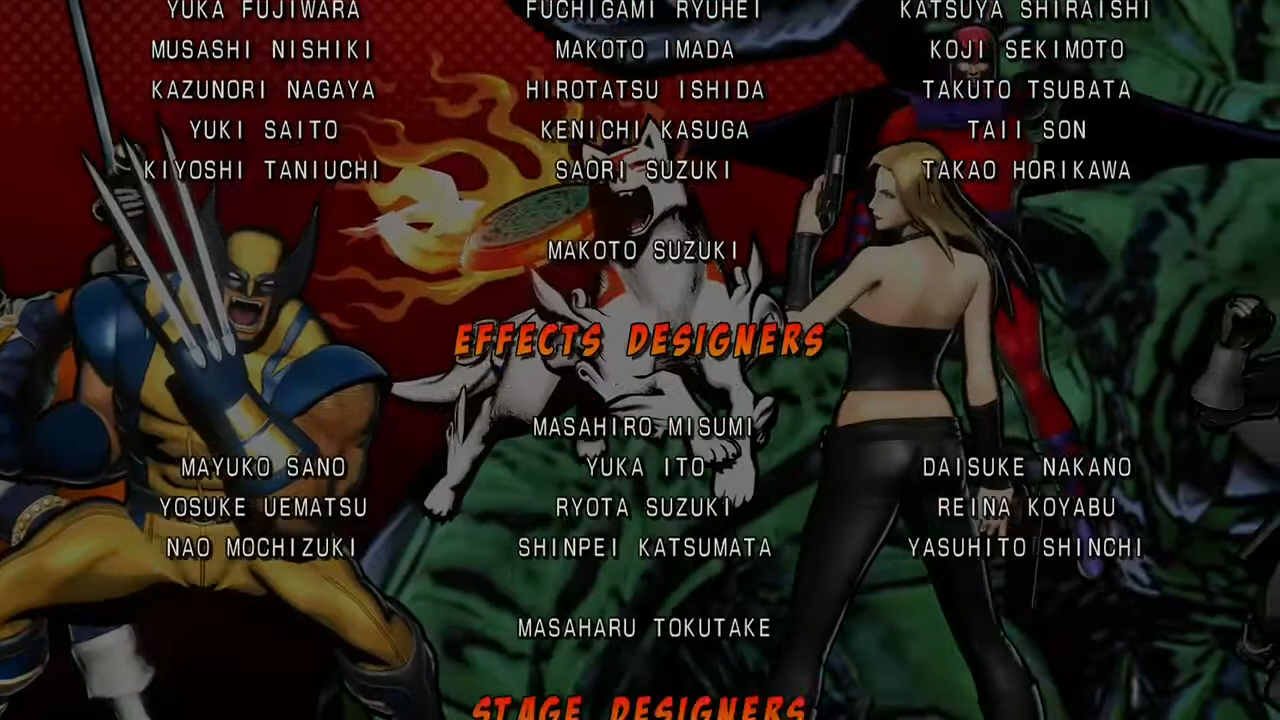 YUKA FUJIWARA FUCHIGAMI RYUHEI KATSUYA SHIRAISHI
MUSASHI NISHIKI MAKOTO IMADA KOJI SEKIMOTO
KAZUNORI NAGAYA HIROTATSU ISHIDA TAKUTO TSUBATA
YUKI SAITO KENICHI KASUGA TAII SON
KIYOSHI TANIUCHI SAORI SUZUKI TAKAO HORIKAWA
MAKOTO SUZUKI
EFFECTS DESIGNERS
MASAHIRO MISUMI
MAYUKO SANO YUKA ITO DAISUKE NAKANO
YOSUKE UEMATSU RYOTA SUZUKI REINA KOYABU
NAO MOCHIZUKI SHINPEI KATSUMATA YASUHITO SHINCHI
MASAHARU TOKUTAKE
STAGE DESIGNERS